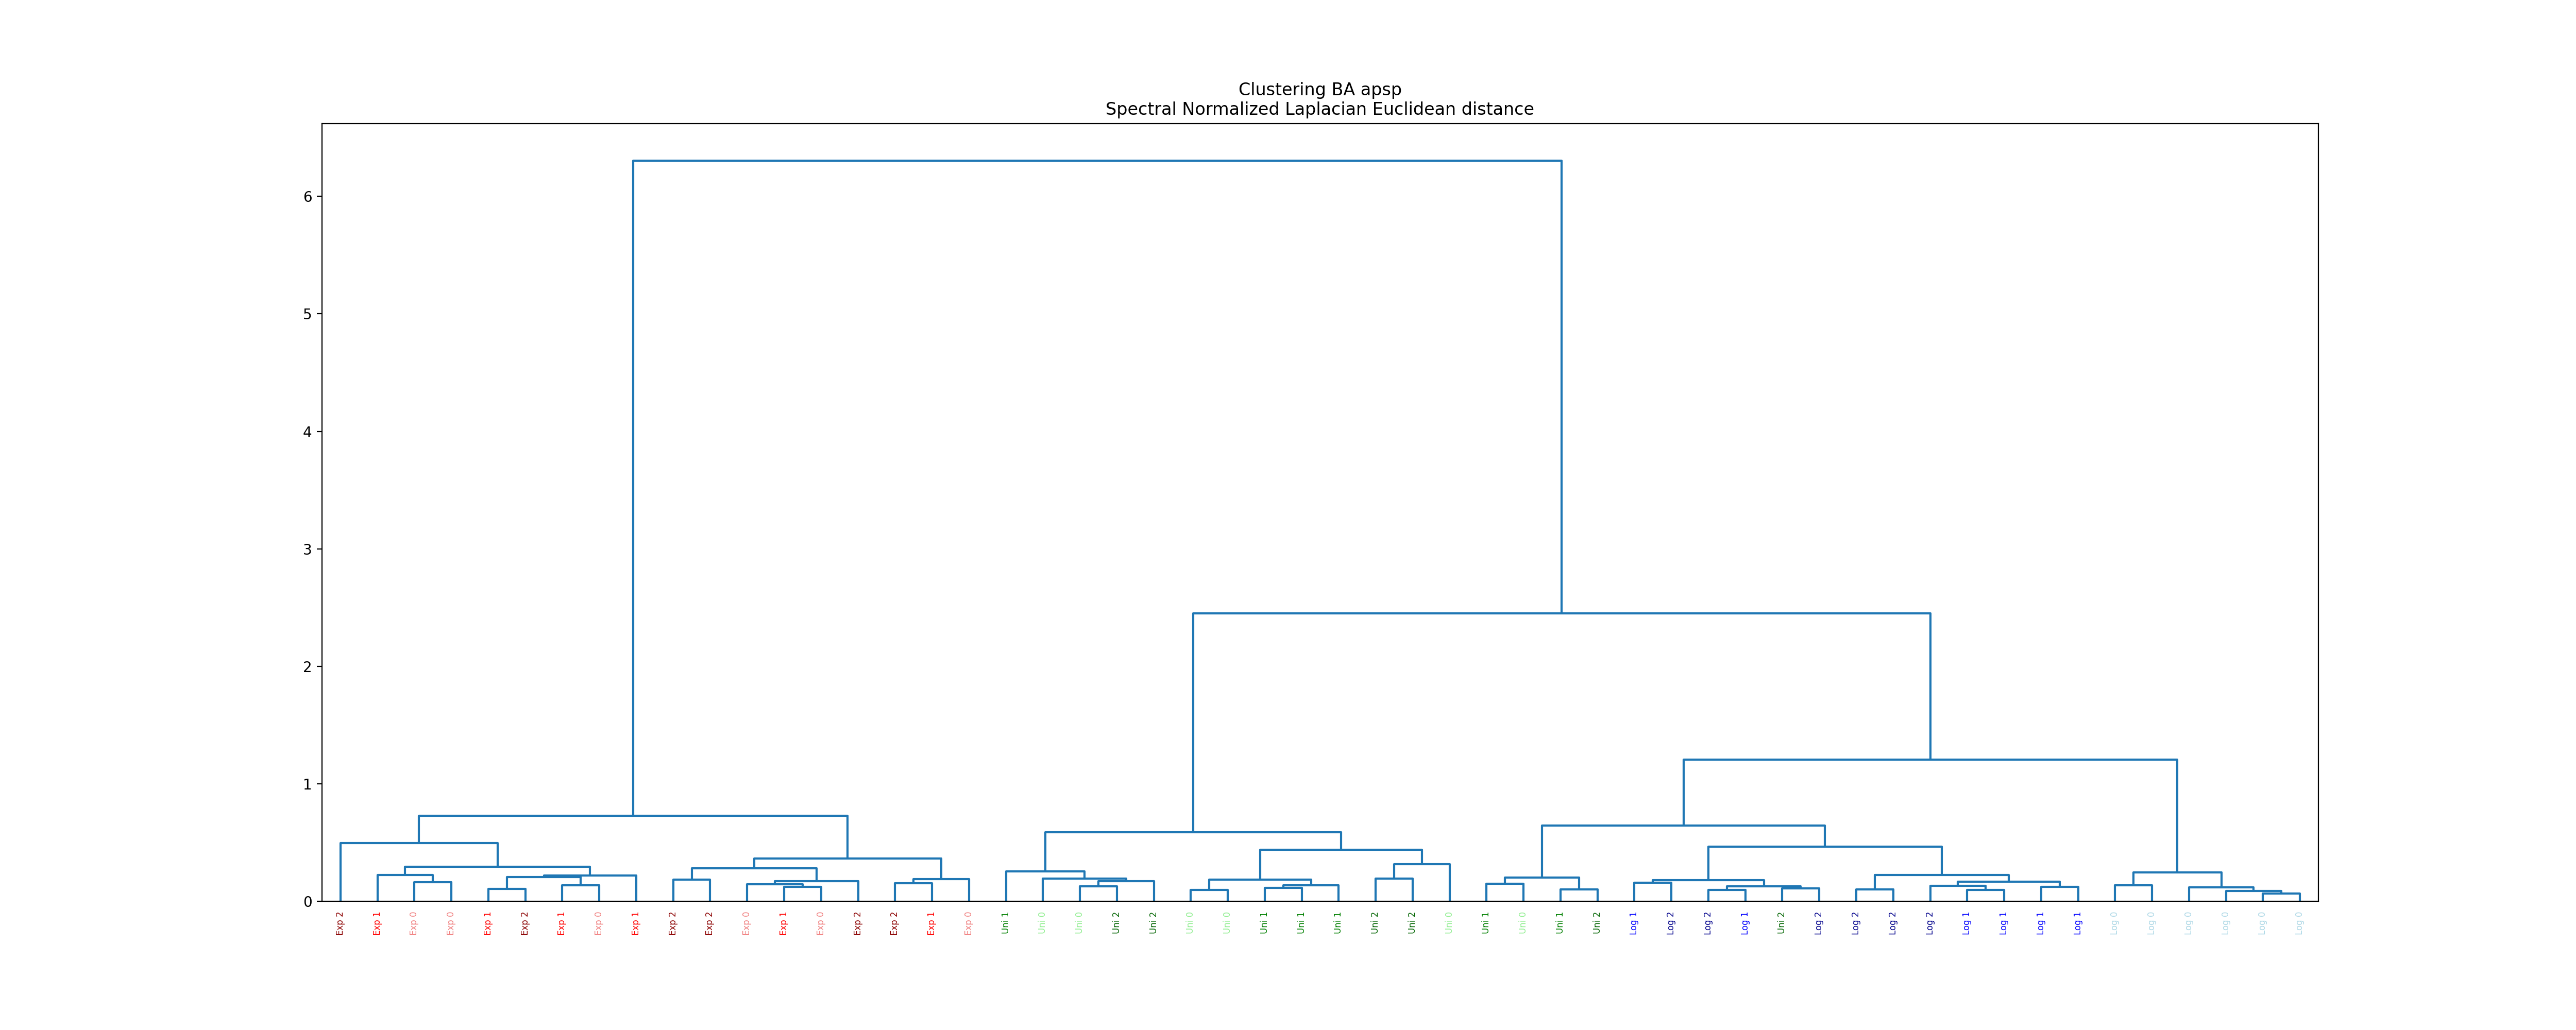 Clustering BA apsp
Spectral Normalized Laplacian Euclidean distance
6
5
4
3
2
1
0
Exp 2 Exp 1 Exp 0 Exp 0 Exp 1 Exp 2 Exp 1 Exp 0 Exp 1 Exp 2 Exp 2 Exp 0 Exp 1 Exp 0 Exp 2 Exp 2 Exp 1 Exp 0 Uni 1 Uni 0 Uni 0 Uni 2 Uni 2 Uni 0 Uni 0 Uni 1 Uni 1 Uni 1 Uni 2 Uni 2 Uni 0 Uni 1 Uni 0 Uni 1 Uni 2 Log 1 Log 2 Log 2 Log 1 Uni 2 Log 2 Log 2 Log 2 Log 2 Log 1 Log 1 Log 1 Log 1 Log 0 Log 0 Log 0 Log 0 Log 0 Log 0